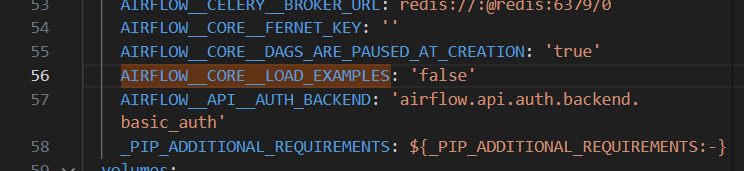 53 AIRFLOW__CELERY__BROKER_URL: redis://:@redis:6379/0
54 AIRFLOW__CORE__FERNET_KEY: ''
55 AIRFLOW__CORE__DAGS_ARE_PAUSED_AT_CREATION: 'true'
56 AIRFLOW__CORE__LOAD_EXAMPLES: 'false'
57 AIRFLOW__API__AUTH_BACKEND: 'airflow.api.auth.backend.
basic_auth'
58 _PIP_ADDITIONAL_REQUIREMENTS: ${_PIP_ADDITIONAL_REQUIREMENTS:-}
59 volumes: